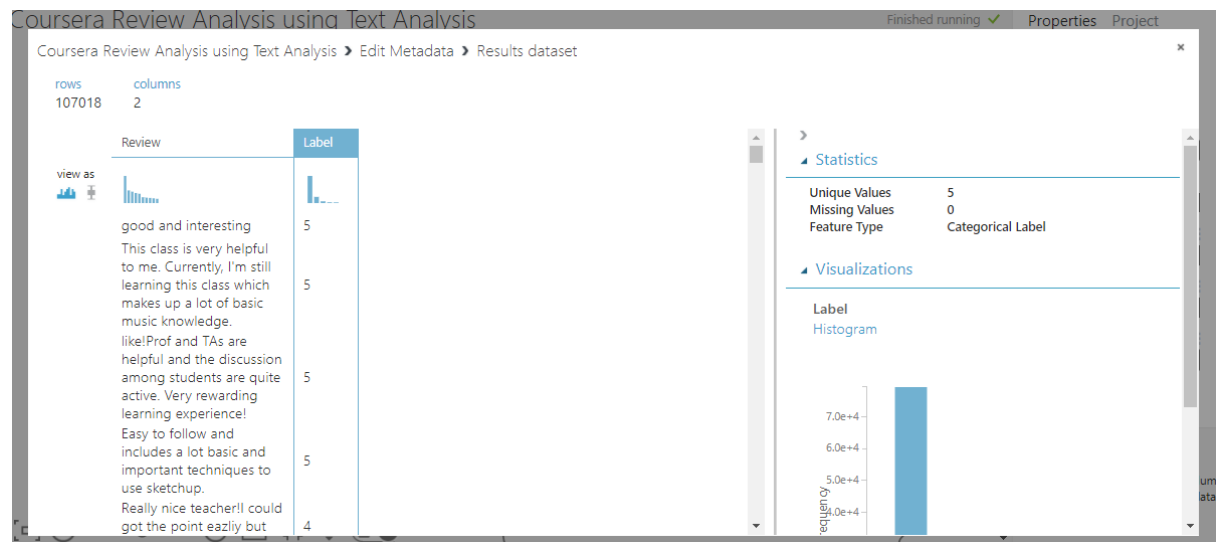 Coursera Review Analysis using Text Analysis
Finished running ✓ Properties Project
Coursera Review Analysis using Text Analysis ❯ Edit Metadata ❯ Results dataset
×
rows columns
107018 2
Review Label
view as
good and interesting 5
This class is very helpful
to me. Currently, I'm still
learning this class which 5
makes up a lot of basic
music knowledge.
like!Prof and TAs are
helpful and the discussion
among students are quite 5
active. Very rewarding
learning experience!
Easy to follow and
includes a lot basic and 5
important techniques to
use sketchup.
Really nice teacher!I could
got the point eazliy but 4
Statistics
Unique Values 5
Missing Values 0
Feature Type Categorical Label
Visualizations
Label
Histogram
7.0e+4
6.0e+4
5.0e+4
4.0e+4